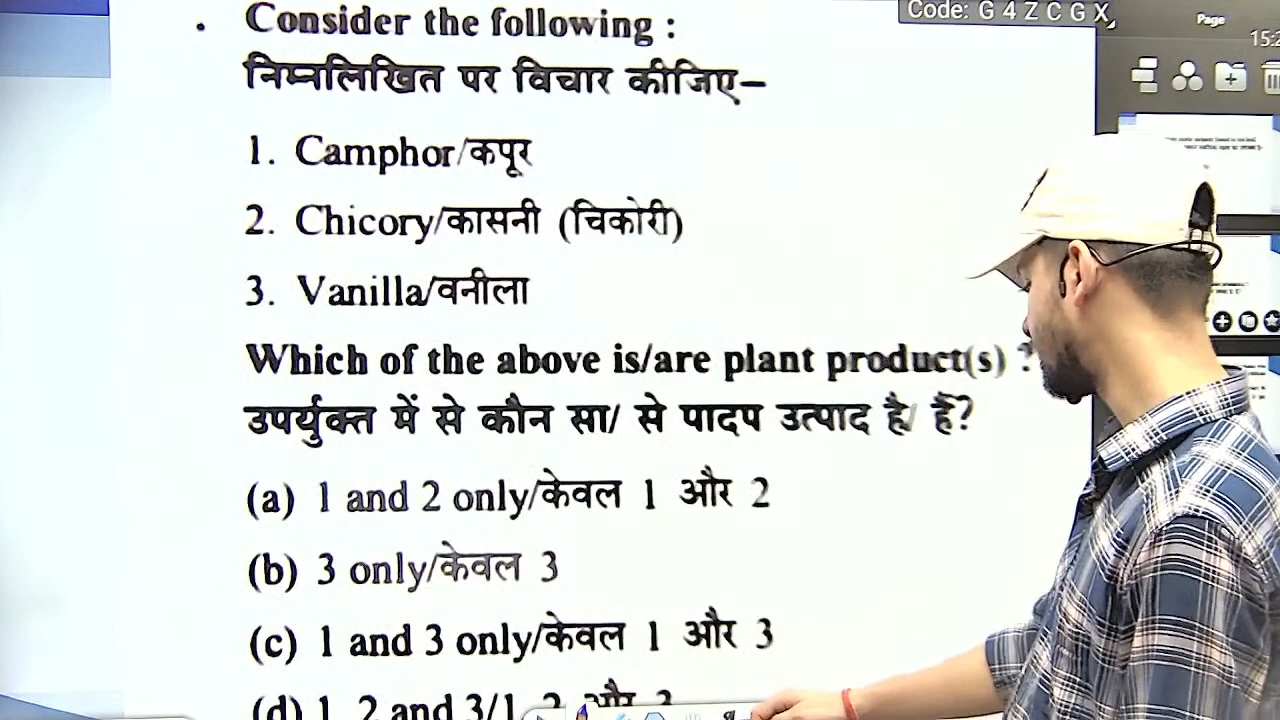 Code: G 4 Z C G X
Page
Consider the following :
निम्नलिखित पर विचार कीजिए–
1. Camphor/कपूर
2. Chicory/कासनी (चिकोरी)
3. Vanilla/वनीला
Which of the above is/are plant product(s) ?
उपर्युक्त में से कौन सा/ से पादप उत्पाद है/ हैं?
(a) 1 and 2 only/केवल 1 और 2
(b) 3 only/केवल 3
(c) 1 and 3 only/केवल 1 और 3
(d) 1, 2 and 3/1, 2 और 3